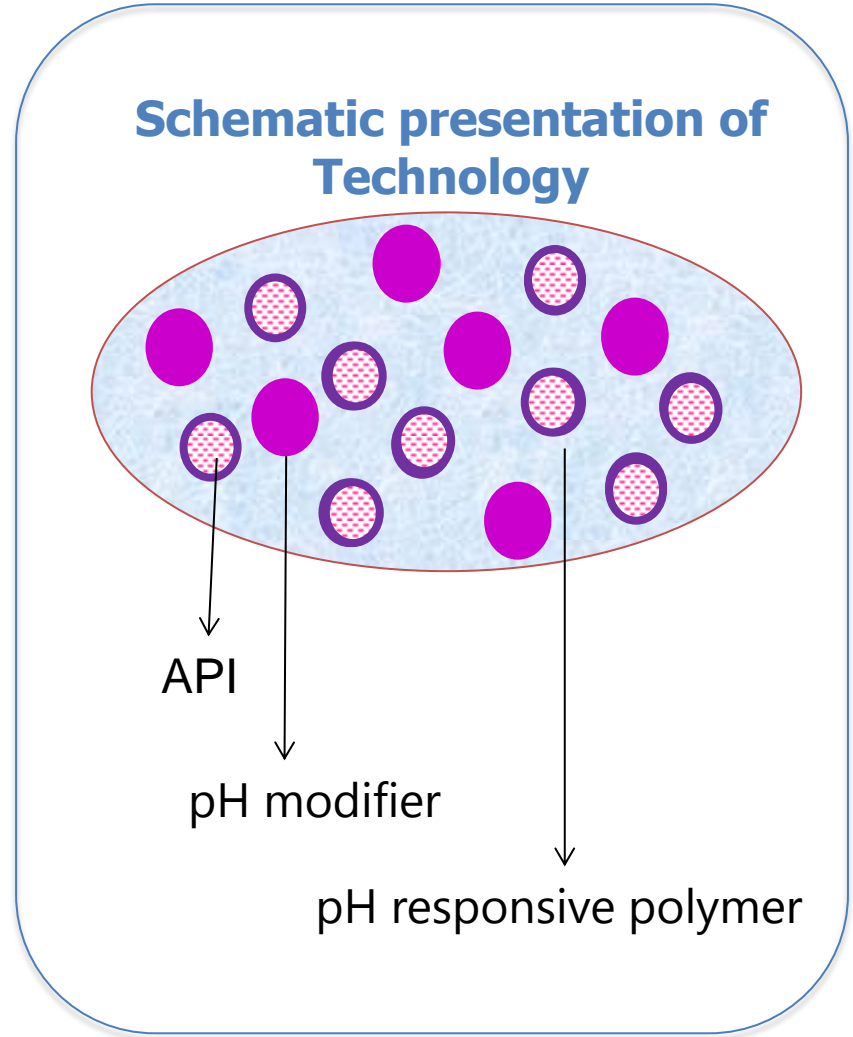 Schematic presentation of
Technology
API
pH modifier
pH responsive polymer